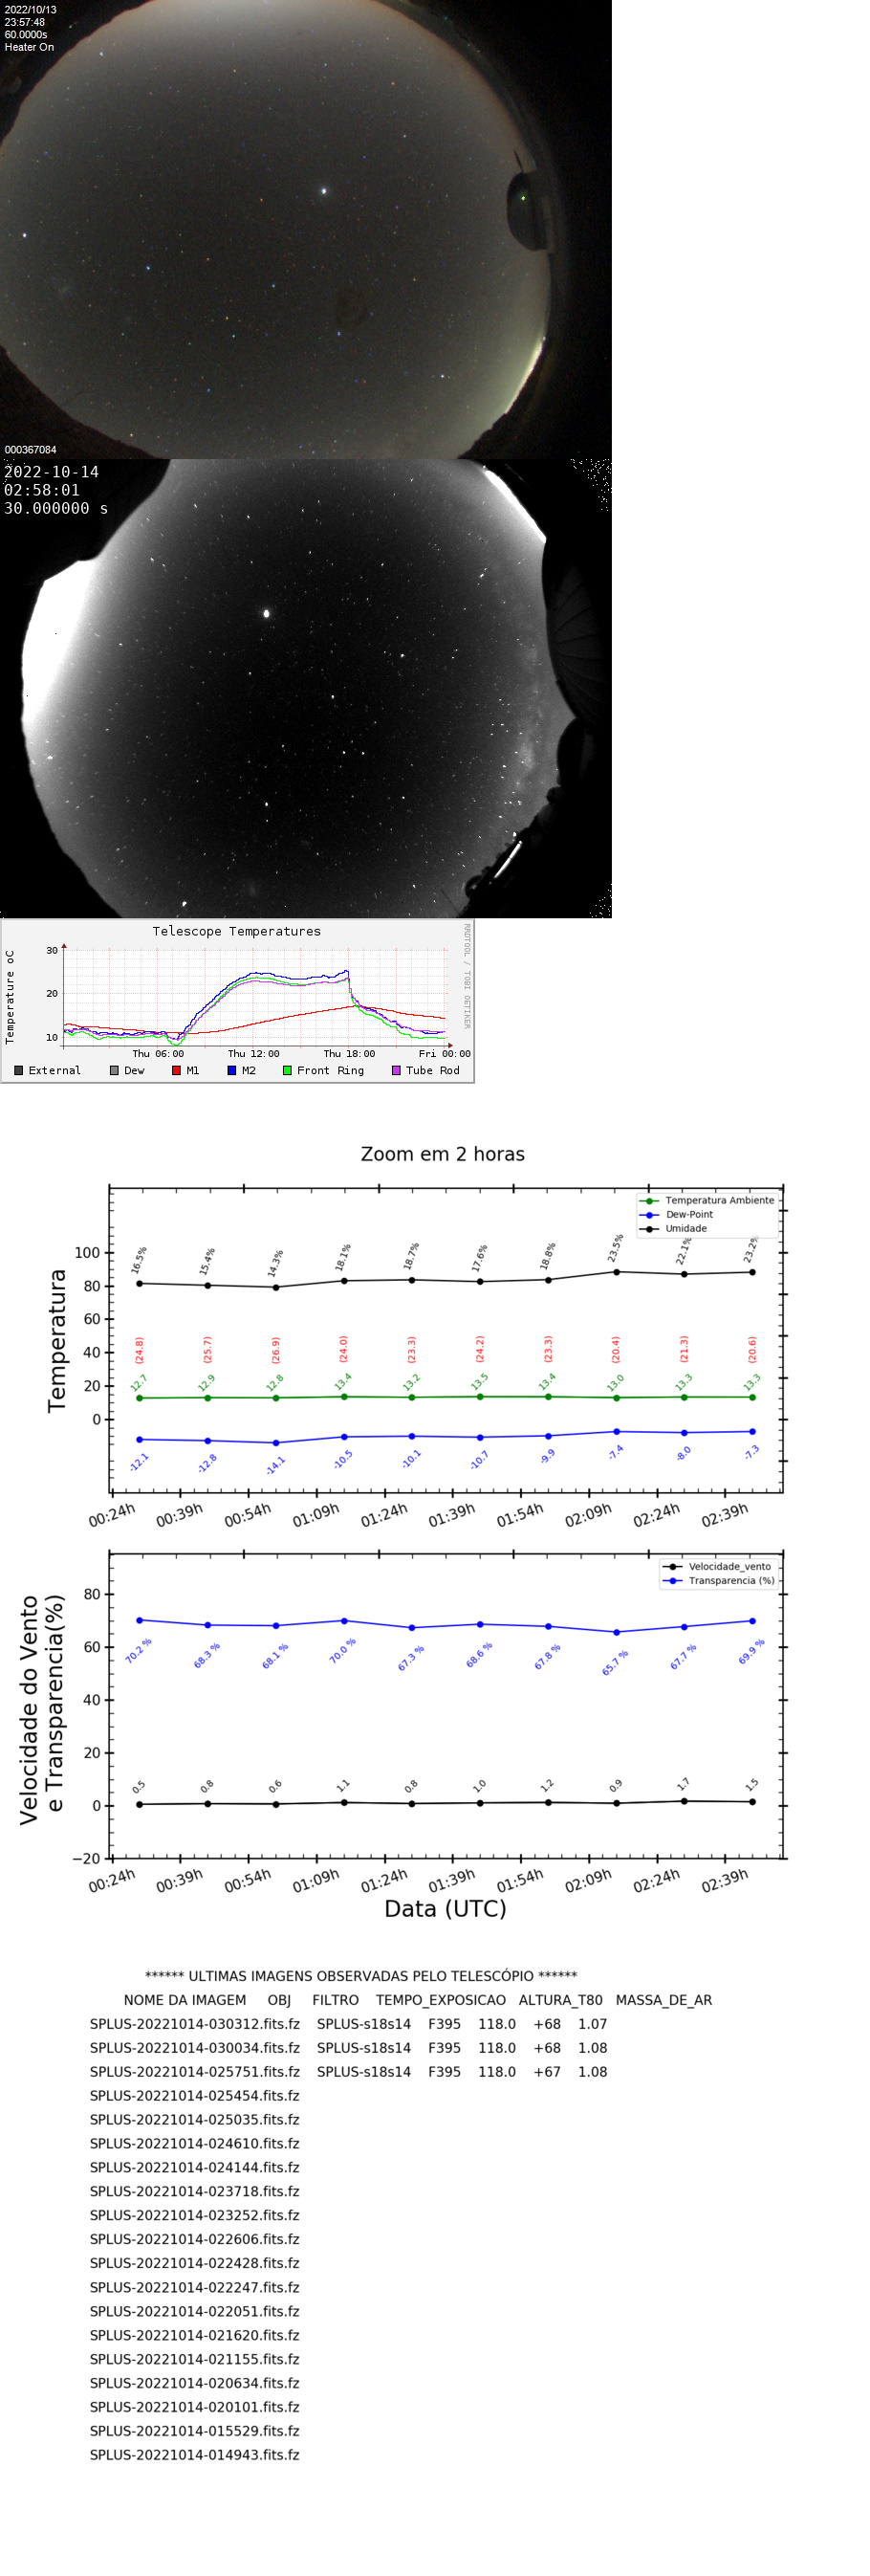 2022/10/13
23:57:48
60.0000s
Heater On
000367084
2022-10-14
02:58:01
30.000000 s
Telescope Temperatures
RRDTOOL / TOBI OETIKER
Temperature oC
30
20
10
Thu 06:00 Thu 12:00 Thu 18:00 Fri 00:00
External Dew M1 M2 Front Ring Tube Rod
Zoom em 2 horas
Temperatura Ambiente
Dew-Point
Umidade
Temperatura
100
80
60
40
20
0
16.5% 15.4% 14.3% 18.1% 18.7% 17.6% 18.8% 23.5% 22.1% 23.2%
(24.8) (25.7) (26.9) (24.0) (23.3) (24.2) (23.3) (20.4) (21.3) (20.6)
12.7 12.9 12.8 13.4 13.2 13.5 13.4 13.0 13.3 13.3
-12.1 -12.8 -14.1 -10.5 -10.1 -10.7 -9.9 -7.4 -8.0 -7.3
00:24h 00:39h 00:54h 01:09h 01:24h 01:39h 01:54h 02:09h 02:24h 02:39h
Velocidade_vento
Transparencia (%)
Velocidade do Vento
e Transparencia(%)
80
60
40
20
0
−20
70.2 % 68.3 % 68.1 % 70.0 % 67.3 % 68.6 % 67.8 % 65.7 % 67.7 % 69.9 %
0.5 0.8 0.6 1.1 0.8 1.0 1.2 0.9 1.7 1.5
00:24h 00:39h 00:54h 01:09h 01:24h 01:39h 01:54h 02:09h 02:24h 02:39h
Data (UTC)
****** ULTIMAS IMAGENS OBSERVADAS PELO TELESCÓPIO ******
NOME DA IMAGEM OBJ FILTRO TEMPO_EXPOSICAO ALTURA_T80 MASSA_DE_AR
SPLUS-20221014-030312.fits.fz SPLUS-s18s14 F395 118.0 +68 1.07
SPLUS-20221014-030034.fits.fz SPLUS-s18s14 F395 118.0 +68 1.08
SPLUS-20221014-025751.fits.fz SPLUS-s18s14 F395 118.0 +67 1.08
SPLUS-20221014-025454.fits.fz
SPLUS-20221014-025035.fits.fz
SPLUS-20221014-024610.fits.fz
SPLUS-20221014-024144.fits.fz
SPLUS-20221014-023718.fits.fz
SPLUS-20221014-023252.fits.fz
SPLUS-20221014-022606.fits.fz
SPLUS-20221014-022428.fits.fz
SPLUS-20221014-022247.fits.fz
SPLUS-20221014-022051.fits.fz
SPLUS-20221014-021620.fits.fz
SPLUS-20221014-021155.fits.fz
SPLUS-20221014-020634.fits.fz
SPLUS-20221014-020101.fits.fz
SPLUS-20221014-015529.fits.fz
SPLUS-20221014-014943.fits.fz